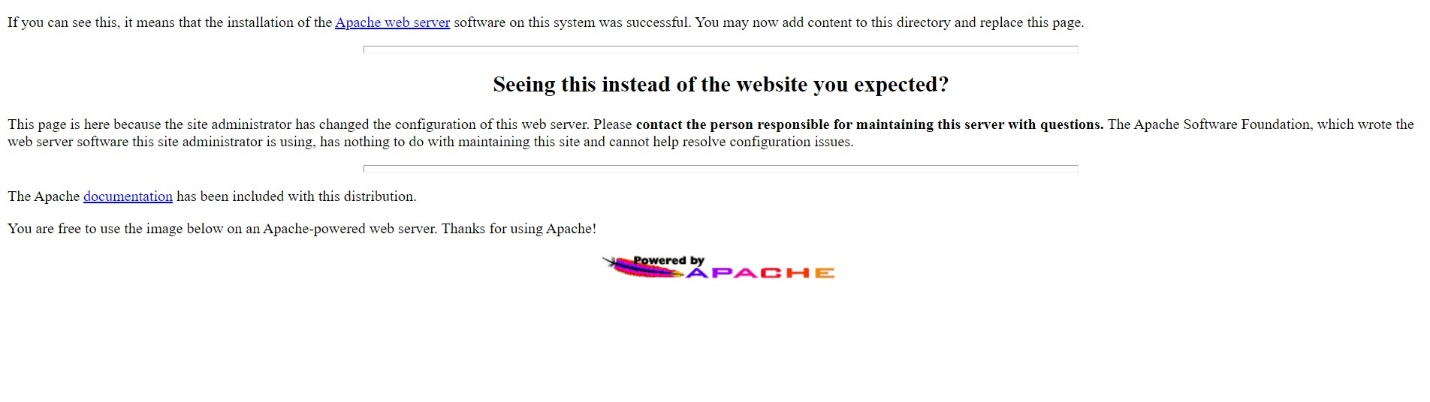 If you can see this, it means that the installation of the Apache web server software on this system was successful. You may now add content to this directory and replace this page.
Seeing this instead of the website you expected?
This page is here because the site administrator has changed the configuration of this web server. Please contact the person responsible for maintaining this server with questions. The Apache Software Foundation, which wrote the
web server software this site administrator is using, has nothing to do with maintaining this site and cannot help resolve configuration issues.
The Apache documentation has been included with this distribution.
You are free to use the image below on an Apache-powered web server. Thanks for using Apache!
Powered by
APACHE